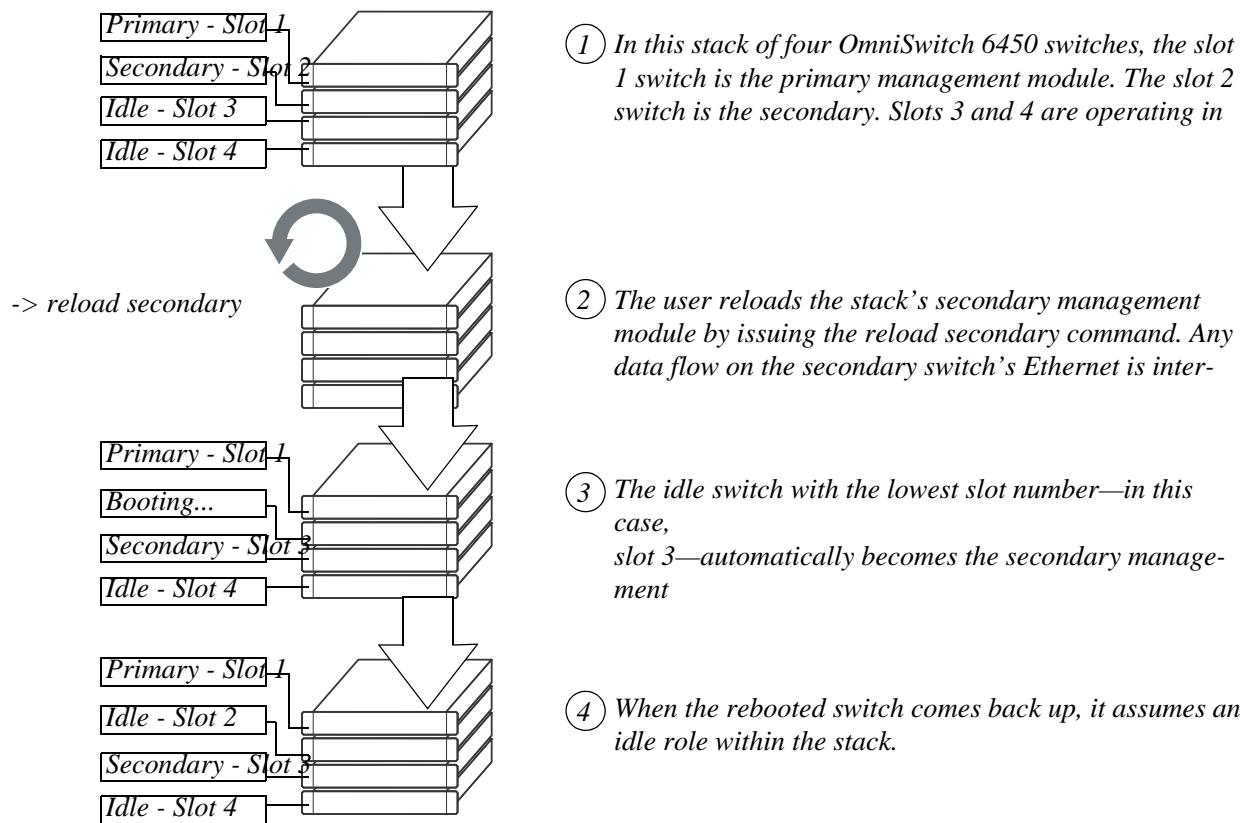 Primary - Slot 1
Secondary - Slot 2
Idle - Slot 3
Idle - Slot 4
1 In this stack of four OmniSwitch 6450 switches, the slot
1 switch is the primary management module. The slot 2
switch is the secondary. Slots 3 and 4 are operating in
-> reload secondary
2 The user reloads the stack’s secondary management
module by issuing the reload secondary command. Any
data flow on the secondary switch’s Ethernet is inter-
Primary - Slot 1
Booting...
Secondary - Slot 3
Idle - Slot 4
3 The idle switch with the lowest slot number—in this
case,
slot 3—automatically becomes the secondary manage-
ment
Primary - Slot 1
Idle - Slot 2
Secondary - Slot 3
Idle - Slot 4
4 When the rebooted switch comes back up, it assumes an
idle role within the stack.